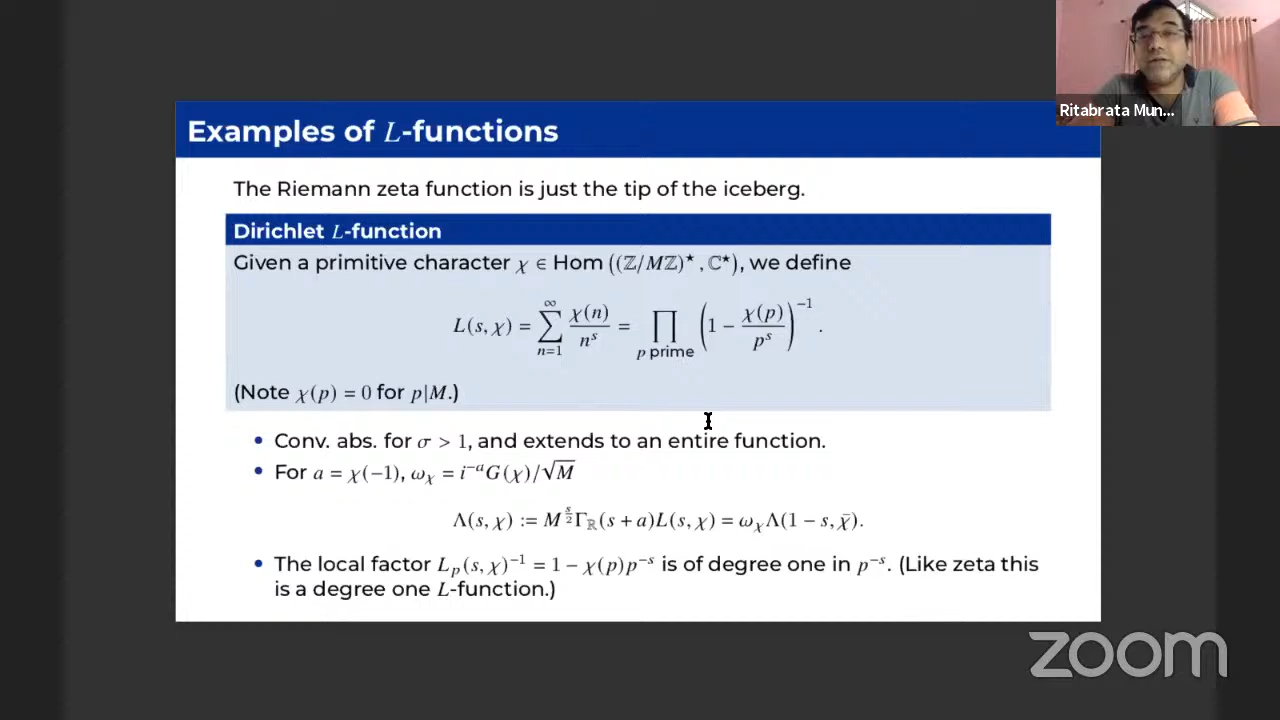 Ritabrata Mun...
Examples of L-functions
The Riemann zeta function is just the tip of the iceberg.
Dirichlet L-function
Given a primitive character χ ∈ Hom ((ℤ/Mℤ)⋆ , ℂ⋆), we define
L(s, χ) = ∑_{n=1}^{∞} χ(n)/n^s = ∏_{p prime} (1 − χ(p)/p^s)^{−1} .
(Note χ(p) = 0 for p|M.)
• Conv. abs. for σ > 1, and extends to an entire function.
• For a = χ(−1), ω_χ = i^{−a}G(χ)/√M
Λ(s, χ) := M^{s/2}Γ_ℝ(s + a)L(s, χ) = ω_χΛ(1 − s, χ̄).
• The local factor L_p(s, χ)^{−1} = 1 − χ(p)p^{−s} is of degree one in p^{−s}. (Like zeta this
is a degree one L-function.)
zoom